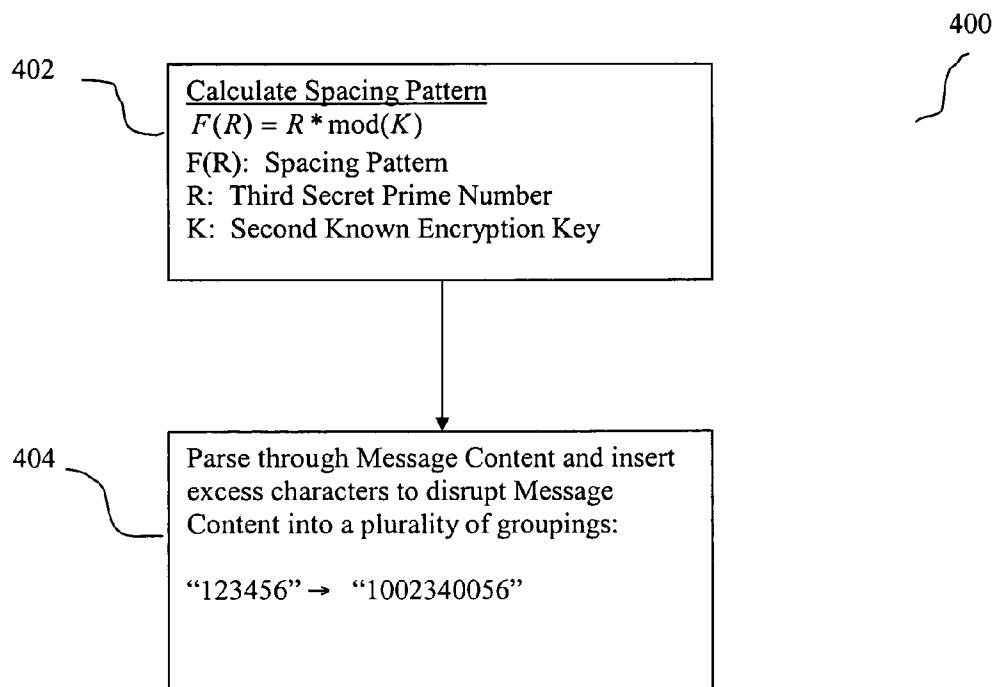 400
402
Calculate Spacing Pattern
F(R) = R * mod(K)
F(R): Spacing Pattern
R: Third Secret Prime Number
K: Second Known Encryption Key
404
Parse through Message Content and insert
excess characters to disrupt Message
Content into a plurality of groupings:
“123456” → “1002340056”